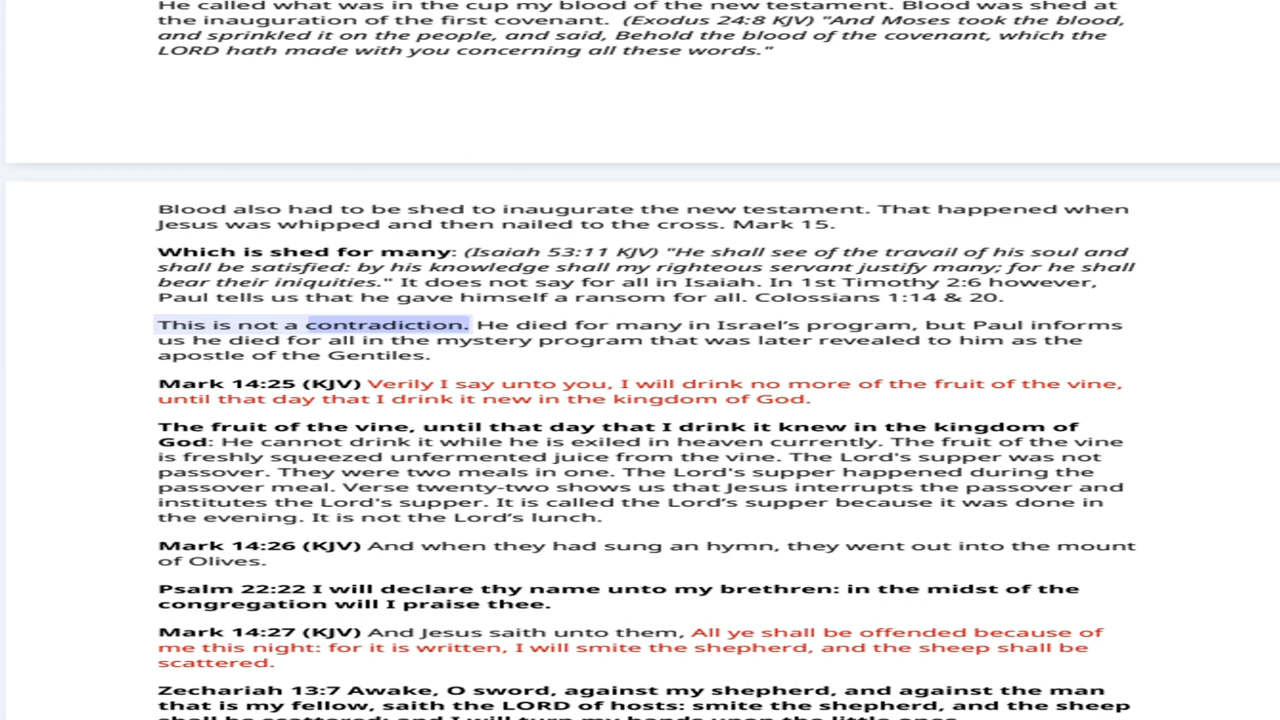 He called what was in the cup my blood of the new testament. Blood was shed at
the inauguration of the first covenant. (Exodus 24:8 KJV) "And Moses took the blood,
and sprinkled it on the people, and said, Behold the blood of the covenant, which the
LORD hath made with you concerning all these words."
Blood also had to be shed to inaugurate the new testament. That happened when
Jesus was whipped and then nailed to the cross. Mark 15.
Which is shed for many: (Isaiah 53:11 KJV) "He shall see of the travail of his soul and
shall be satisfied: by his knowledge shall my righteous servant justify many; for he shall
bear their iniquities." It does not say for all in Isaiah. In 1st Timothy 2:6 however,
Paul tells us that he gave himself a ransom for all. Colossians 1:14 & 20.
This is not a contradiction. He died for many in Israel's program, but Paul informs
us he died for all in the mystery program that was later revealed to him as the
apostle of the Gentiles.
Mark 14:25 (KJV) Verily I say unto you, I will drink no more of the fruit of the vine,
until that day that I drink it new in the kingdom of God.
The fruit of the vine, until that day that I drink it knew in the kingdom of
God: He cannot drink it while he is exiled in heaven currently. The fruit of the vine
is freshly squeezed unfermented juice from the vine. The Lord's supper was not
passover. They were two meals in one. The Lord's supper happened during the
passover meal. Verse twenty-two shows us that Jesus interrupts the passover and
institutes the Lord's supper. It is called the Lord's supper because it was done in
the evening. It is not the Lord's lunch.
Mark 14:26 (KJV) And when they had sung an hymn, they went out into the mount
of Olives.
Psalm 22:22 I will declare thy name unto my brethren: in the midst of the
congregation will I praise thee.
Mark 14:27 (KJV) And Jesus saith unto them, All ye shall be offended because of
me this night: for it is written, I will smite the shepherd, and the sheep shall be
scattered.
Zechariah 13:7 Awake, O sword, against my shepherd, and against the man
that is my fellow, saith the LORD of hosts: smite the shepherd, and the sheep
shall be scattered: and I will turn my hands upon the little ones.